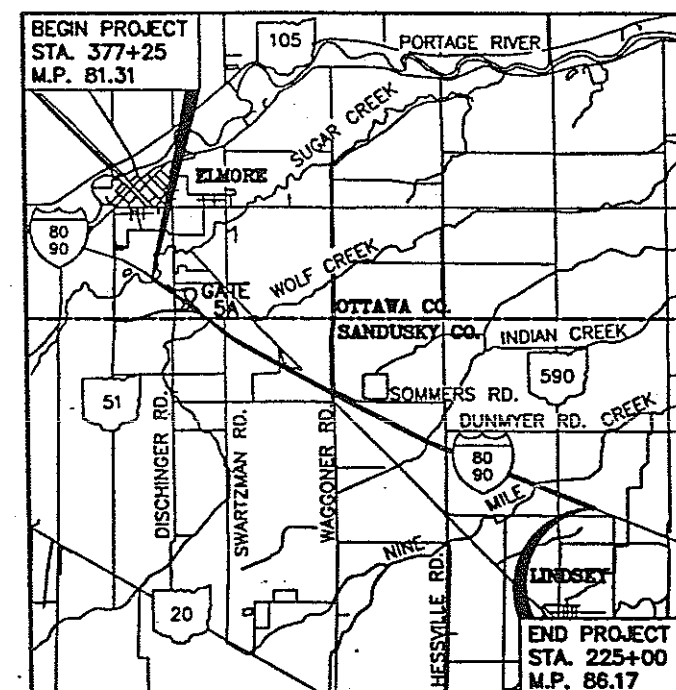 BEGIN PROJECT
STA. 377+25
M.P. 81.31
105
PORTAGE RIVER
SUGAR CREEK
ELMORE
80
90
WOLF CREEK
GATE
5A
OTTAWA CO.
SANDUSKY CO.
INDIAN CREEK
590
51
SOMMERS RD.
DUNMYER RD.
CREEK
DISCHINGER RD.
SWARTZMAN RD.
WAGGONER RD.
80
90
MILE
NINE
HESSVILLE RD.
LINDSEY
20
END PROJECT
STA. 225+00
M.P. 86.17